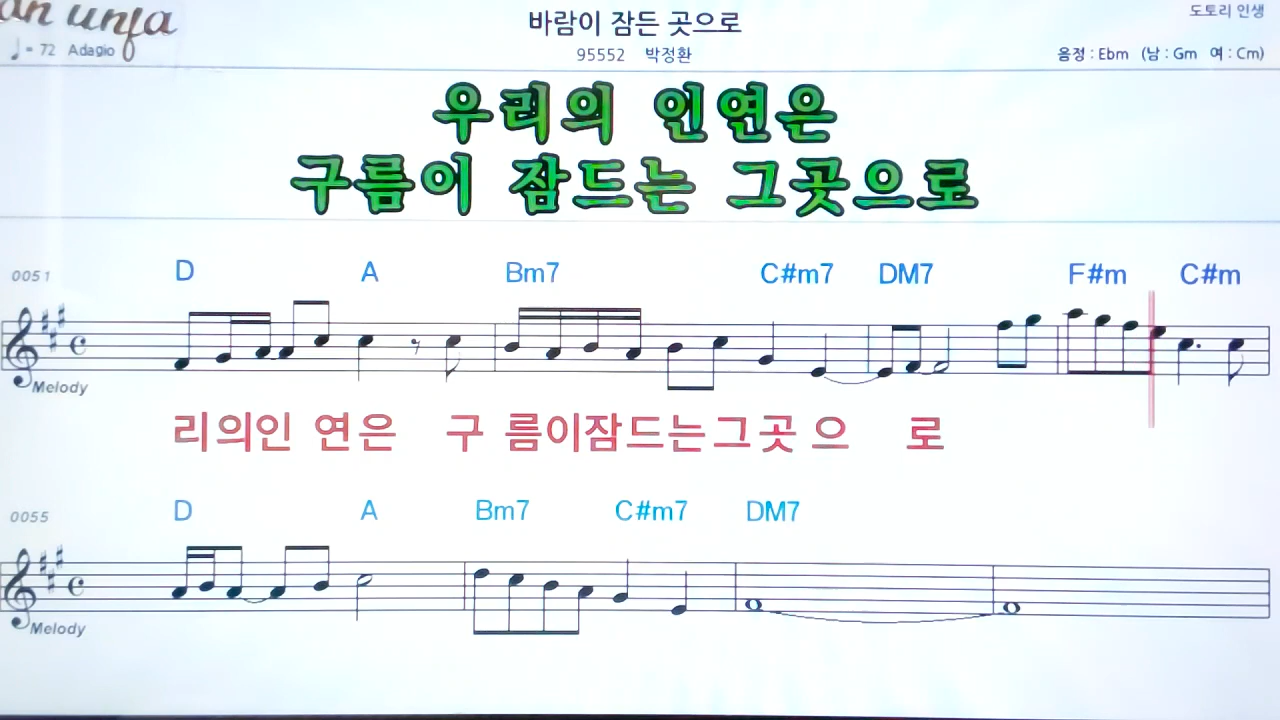 바람이 잠든 곳으로
도토리 인생
♩= 72 Adagio
95552 박정환
음정 : Ebm (남 : Gm 여 : Cm)
우리의 인연은
구름이 잠드는 그곳으로
0051 D A Bm7 C#m7 DM7 F#m C#m
Melody
리의인 연은 구 름이잠드는그곳 으 로
0055 D A Bm7 C#m7 DM7
Melody